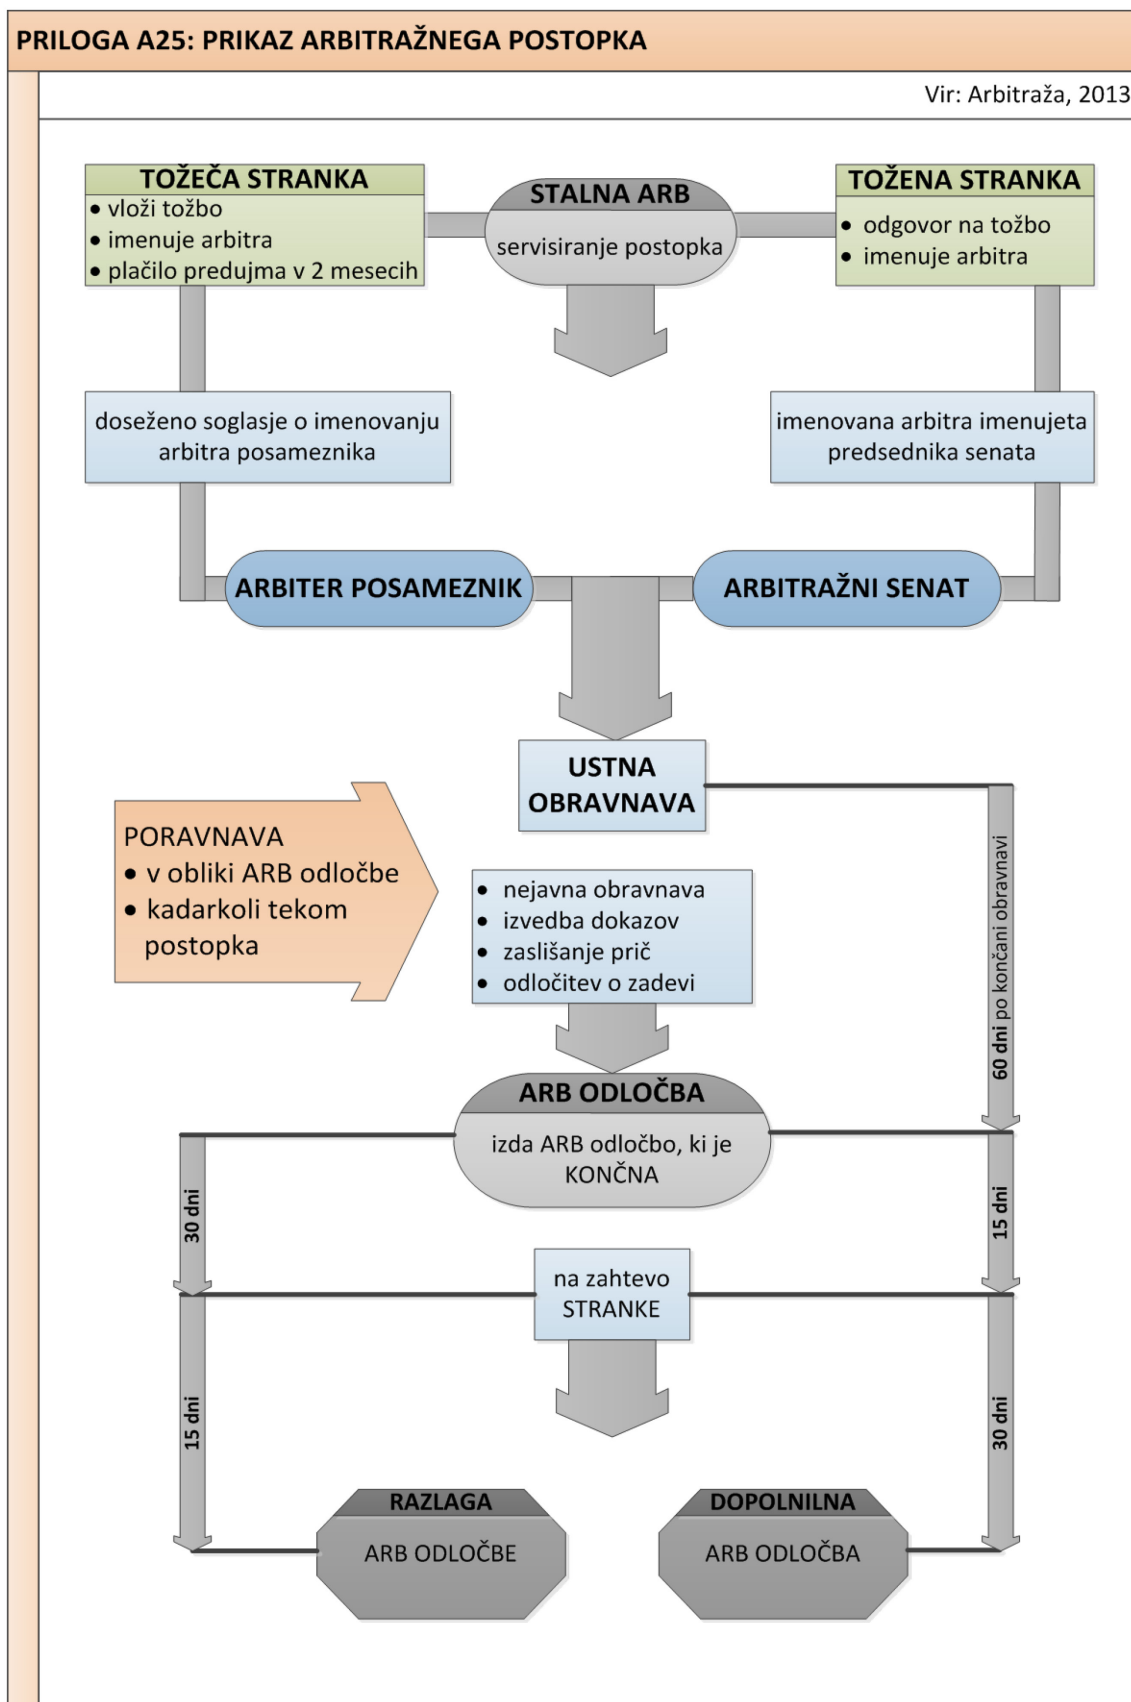 PRILOGA A25: PRIKAZ ARBITRAŽNEGA POSTOPKA
Vir: Arbitraža, 2013
TOŽEČA STRANKA
• vloži tožbo
• imenuje arbitra
• plačilo predujma v 2 mesecih
STALNA ARB
servisiranje postopka
TOŽENA STRANKA
• odgovor na tožbo
• imenuje arbitra
doseženo soglasje o imenovanju
arbitra posameznika
imenovana arbitra imenujeta
predsednika senata
ARBITER POSAMEZNIK
ARBITRAŽNI SENAT
USTNA
OBRAVNAVA
PORAVNAVA
• v obliki ARB odločbe
• kadarkoli tekom
postopka
• nejavna obravnava
• izvedba dokazov
• zaslišanje prič
• odločitev o zadevi
60 dni po končani obravnavi
ARB ODLOČBA
izda ARB odločbo, ki je
KONČNA
30 dni
15 dni
na zahtevo
STRANKE
15 dni
30 dni
RAZLAGA
ARB ODLOČBE
DOPOLNILNA
ARB ODLOČBA